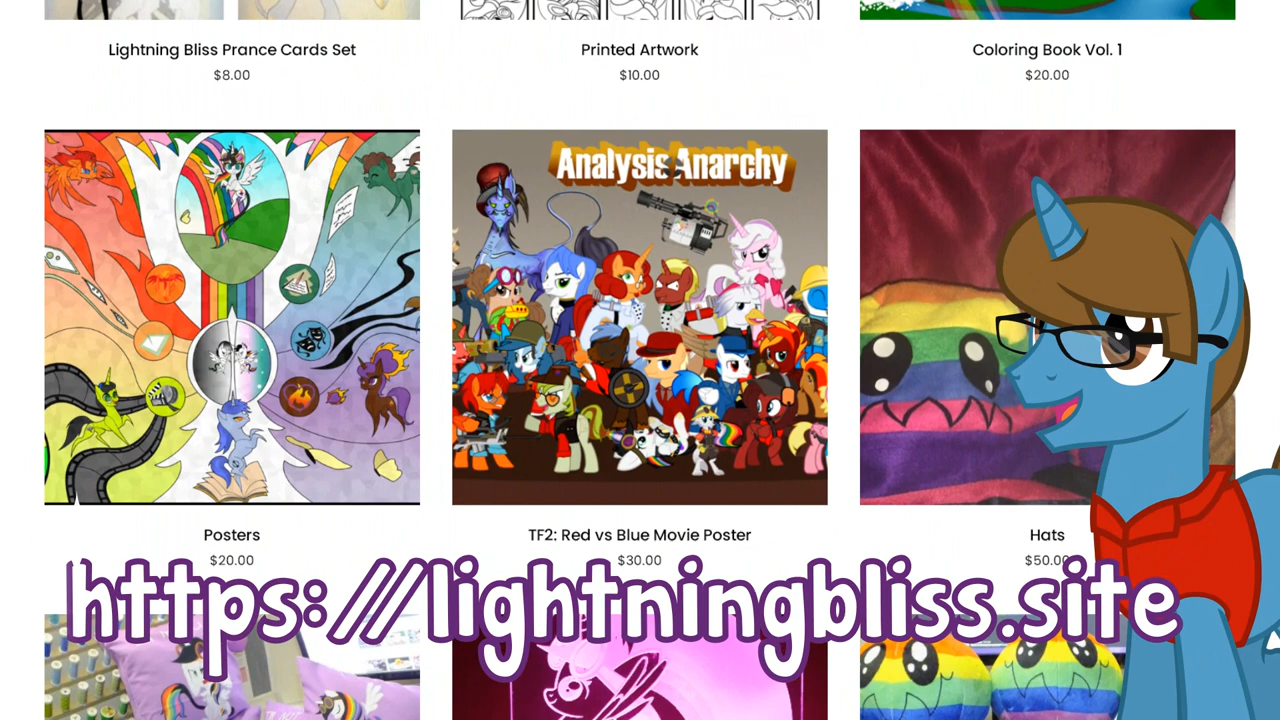 Lightning Bliss Prance Cards Set
$8.00
Printed Artwork
$10.00
Coloring Book Vol. 1
$20.00
Analysis Anarchy
Posters
$20.00
TF2: Red vs Blue Movie Poster
$30.00
Hats
$50.00
https://lightningbliss.site